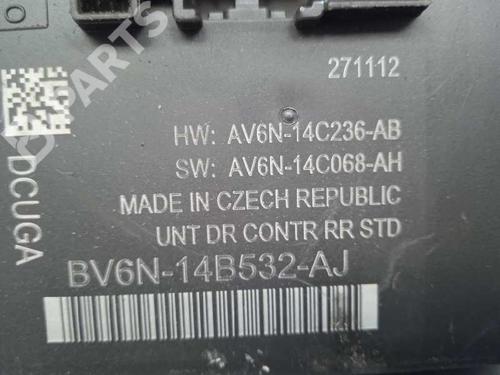 271112
HW: AV6N-14C236-AB
SW: AV6N-14C068-AH
MADE IN CZECH REPUBLIC
UNT DR CONTR RR STD
BV6N-14B532-AJ
DCUGA